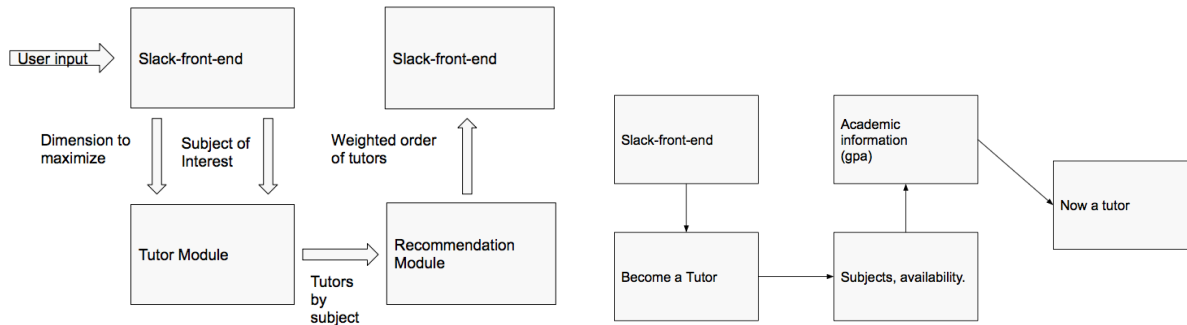 User input
Slack-front-end
Slack-front-end
Dimension to
maximize
Subject of
Interest
Weighted order
of tutors
Tutor Module
Tutors
by
subject
Recommendation
Module
Slack-front-end
Become a Tutor
Subjects, availability.
Academic
information
(gpa)
Now a tutor